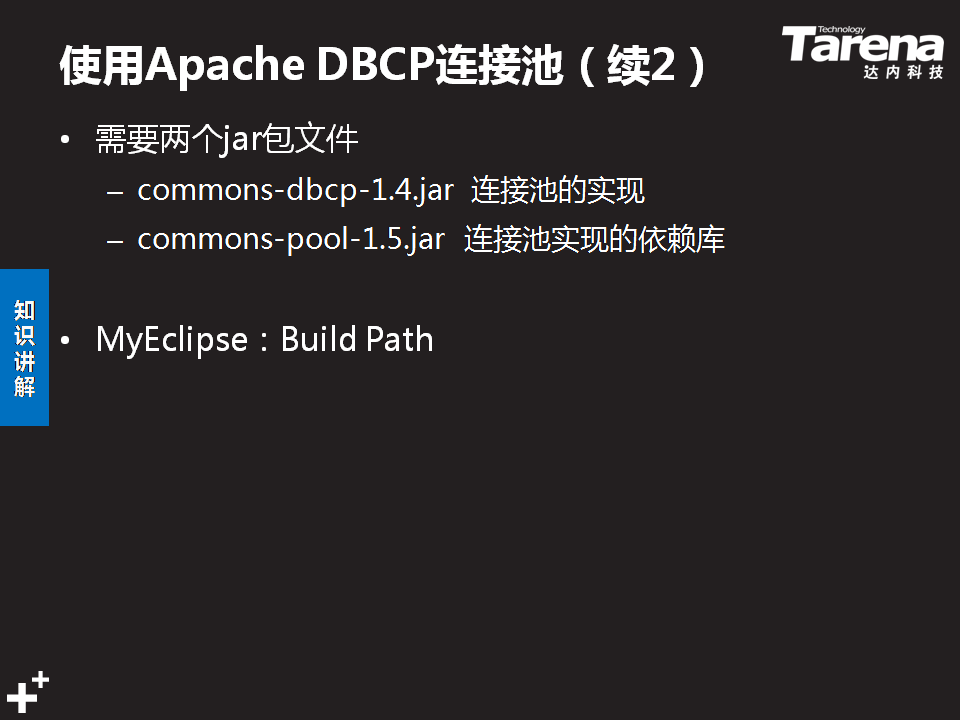 使用Apache DBCP连接池（续2）
Technology
Tarena
达内科技
• 需要两个jar包文件
– commons-dbcp-1.4.jar 连接池的实现
– commons-pool-1.5.jar 连接池实现的依赖库
知识讲解
• MyEclipse：Build Path